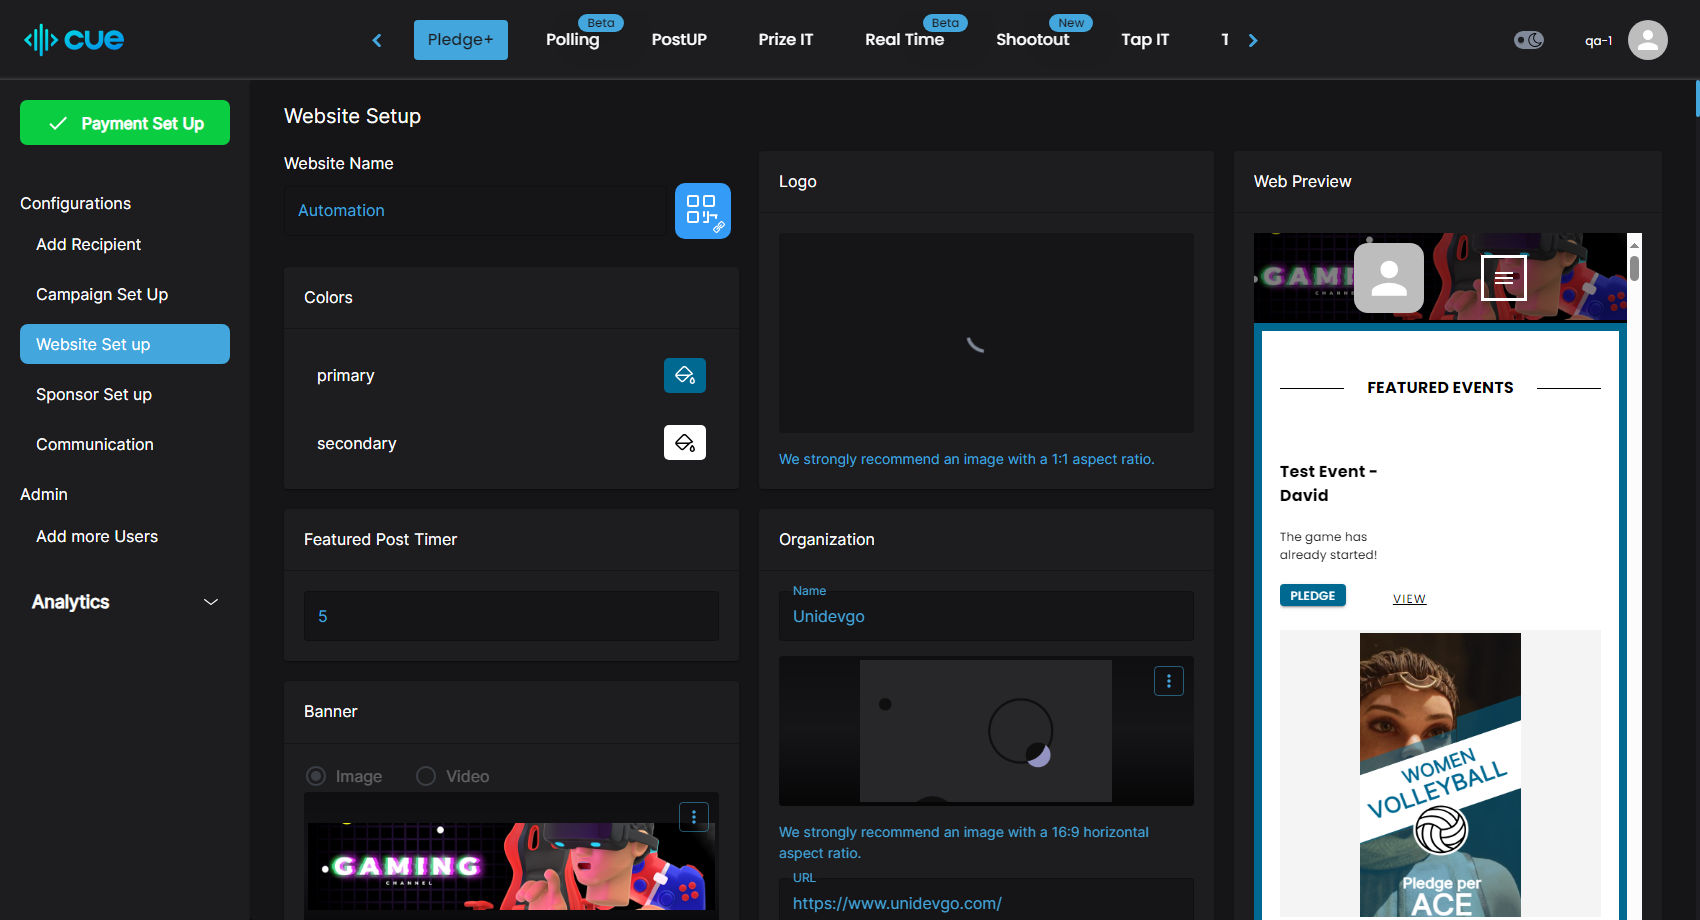 cue
Pledge+
Beta
Polling
PostUP
Prize IT
Beta
Real Time
New
Shootout
Tap IT
qa-1
Payment Set Up
Configurations
Add Recipient
Campaign Set Up
Website Set up
Sponsor Set up
Communication
Admin
Add more Users
Analytics
Website Setup
Website Name
Automation
Colors
primary
secondary
Featured Post Timer
5
Banner
Image
Video
GAMING
CHANNEL
Logo
We strongly recommend an image with a 1:1 aspect ratio.
Organization
Name
Unidevgo
We strongly recommend an image with a 16:9 horizontal
aspect ratio.
URL
https://www.unidevgo.com/
Web Preview
FEATURED EVENTS
Test Event -
David
The game has
already started!
PLEDGE
VIEW
WOMEN
VOLLEYBALL
Pledge per
ACE